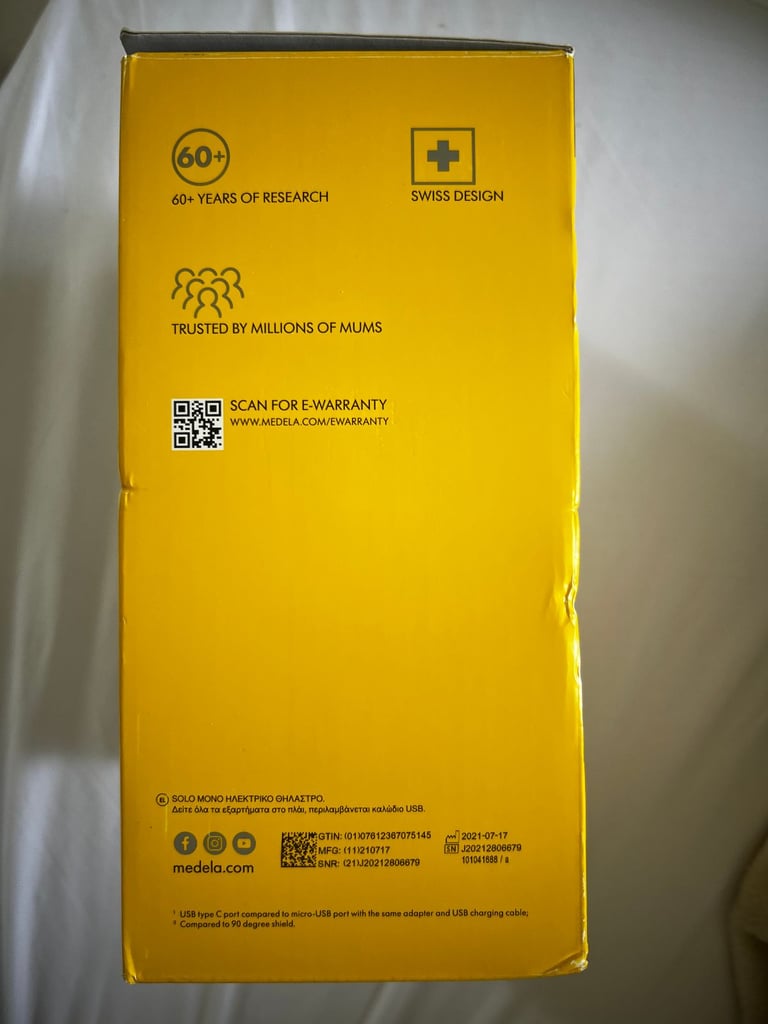 60+
60+ YEARS OF RESEARCH
SWISS DESIGN
TRUSTED BY MILLIONS OF MUMS
SCAN FOR E-WARRANTY
WWW.MEDELA.COM/EWARRANTY
EL SOLO ΜΟΝΟ ΗΛΕΚΤΡΙΚΟ ΘΗΛΑΣΤΡΟ.
Δείτε όλα τα εξαρτήματα στο πλάι, περιλαμβάνεται καλώδιο USB.
medela.com
GTIN: (01)07612367075145
MFG: (11)210717
SNR: (21)J20212806679
2021-07-17
SN J20212806679
101041688 / a
¹ USB type C port compared to micro-USB port with the same adapter and USB charging cable;
² Compared to 90 degree shield.